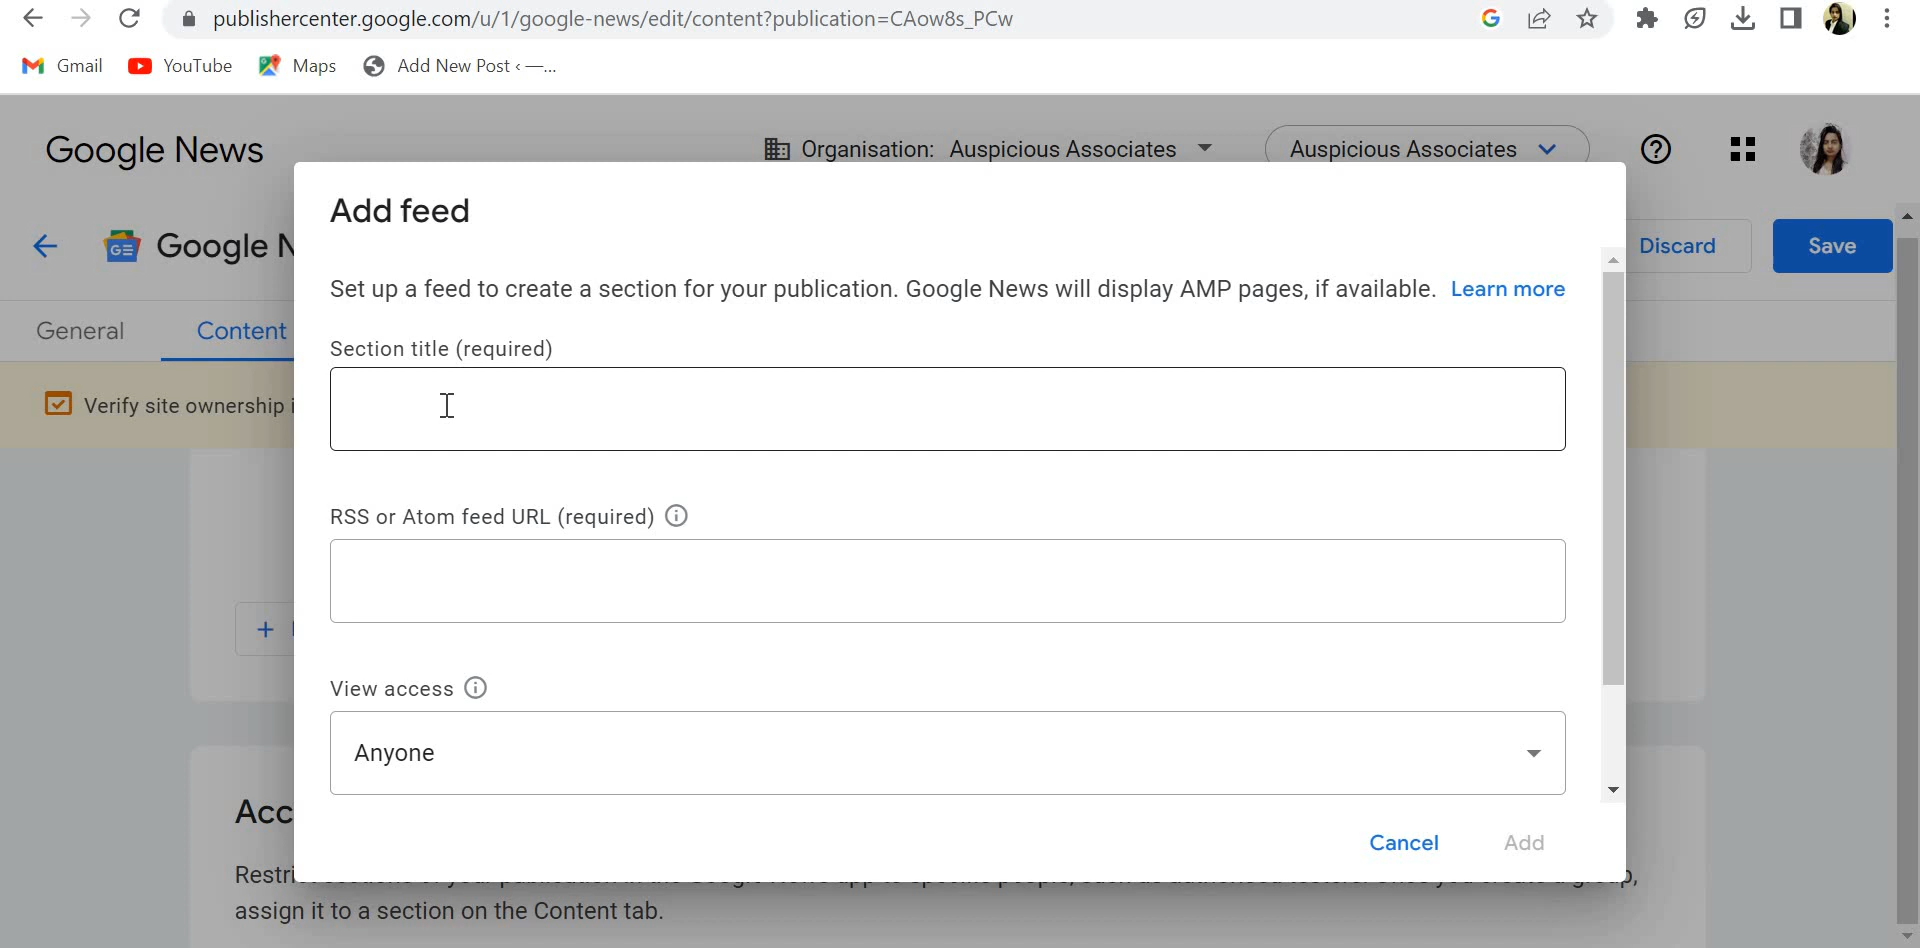 publishercenter.google.com/u/1/google-news/edit/content?publication=CAow8s_PCw
Gmail YouTube Maps Add New Post ‹ —...
Google News Organisation: Auspicious Associates Auspicious Associates
Add feed
Google N Discard Save
Set up a feed to create a section for your publication. Google News will display AMP pages, if available. Learn more
General Content
Section title (required)
Verify site ownership i
RSS or Atom feed URL (required)
View access
Anyone
Acc
Cancel Add
Restri
assign it to a section on the Content tab.